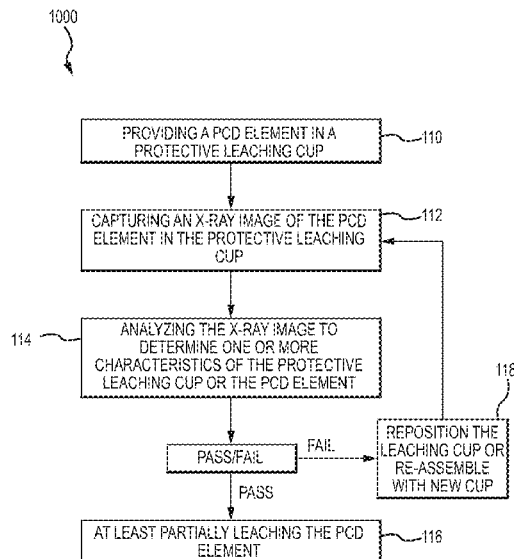 1000
PROVIDING A PCD ELEMENT IN A
PROTECTIVE LEACHING CUP
110
CAPTURING AN X-RAY IMAGE OF THE PCD
ELEMENT IN THE PROTECTIVE LEACHING
CUP
112
ANALYZING THE X-RAY IMAGE TO
DETERMINE ONE OR MORE
CHARACTERISTICS OF THE PROTECTIVE
LEACHING CUP OR THE PCD ELEMENT
114
PASS/FAIL
FAIL
118
REPOSITION THE
LEACHING CUP OR
RE-ASSEMBLE
WITH NEW CUP
PASS
AT LEAST PARTIALLY LEACHING THE PCD
ELEMENT
116